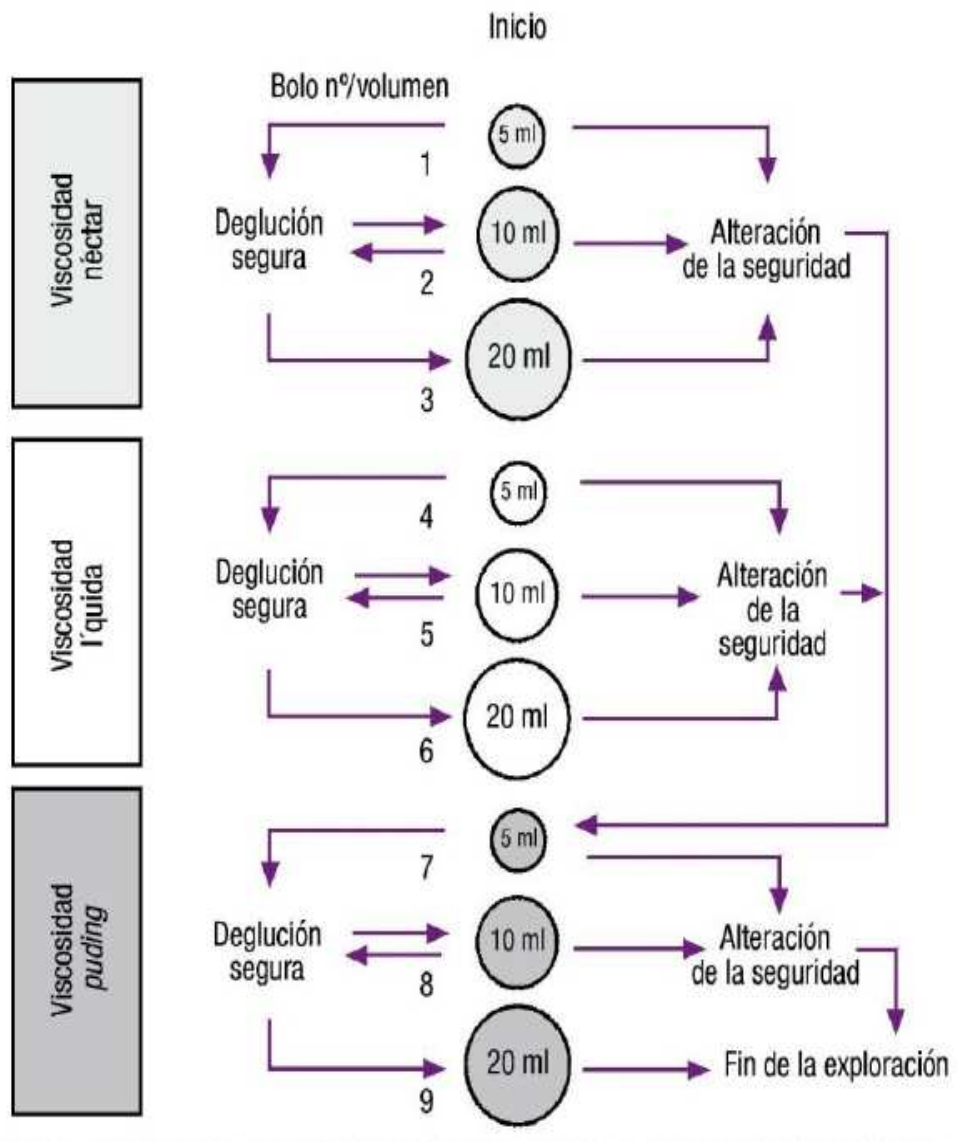 Inicio
Bolo nº/volumen
Viscosidad
néctar
5 ml
1
Deglución
segura
10 ml
2
Alteración
de la seguridad
20 ml
3
Viscosidad
l´quida
5 ml
4
Deglución
segura
10 ml
5
Alteración
de la
seguridad
20 ml
6
Viscosidad
puding
5 ml
7
Deglución
segura
10 ml
8
Alteración
de la seguridad
20 ml
9
Fin de la exploración